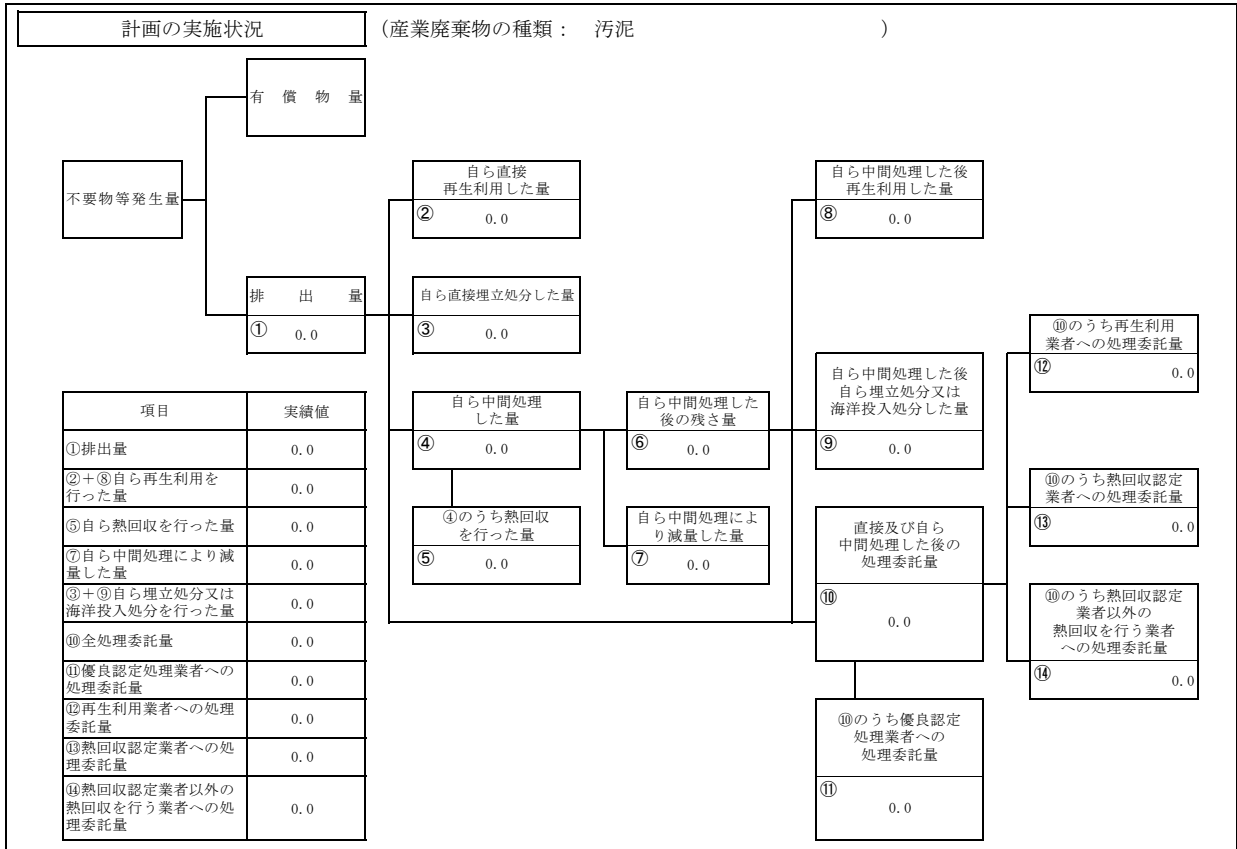 計画の実施状況 (産業廃棄物の種類: 汚泥 )
有償物量
不要物等発生量
排出量
① 0.0
自ら直接
再生利用した量
② 0.0
自ら直接埋立処分した量
③ 0.0
自ら中間処理
した量
④ 0.0
④のうち熱回収
を行った量
⑤ 0.0
自ら中間処理した
後の残さ量
⑥ 0.0
自ら中間処理によ
り減量した量
⑦ 0.0
自ら中間処理した後
再生利用した量
⑧ 0.0
自ら中間処理した後
自ら埋立処分又は
海洋投入処分した量
⑨ 0.0
直接及び自ら
中間処理した後の
処理委託量
⑩
0.0
⑩のうち優良認定
処理業者への
処理委託量
⑪
0.0
⑩のうち再生利用
業者への処理委託量
⑫ 0.0
⑩のうち熱回収認定
業者への処理委託量
⑬ 0.0
⑩のうち熱回収認定
業者以外の
熱回収を行う業者
への処理委託量
⑭ 0.0
項目 実績値
①排出量 0.0
②+⑧自ら再生利用を
行った量 0.0
⑤自ら熱回収を行った量 0.0
⑦自ら中間処理により減
量した量 0.0
③+⑨自ら埋立処分又は
海洋投入処分を行った量 0.0
⑩全処理委託量 0.0
⑪優良認定処理業者への
処理委託量 0.0
⑫再生利用業者への処理
委託量 0.0
⑬熱回収認定業者への処
理委託量 0.0
⑭熱回収認定業者以外の
熱回収を行う業者への処
理委託量 0.0